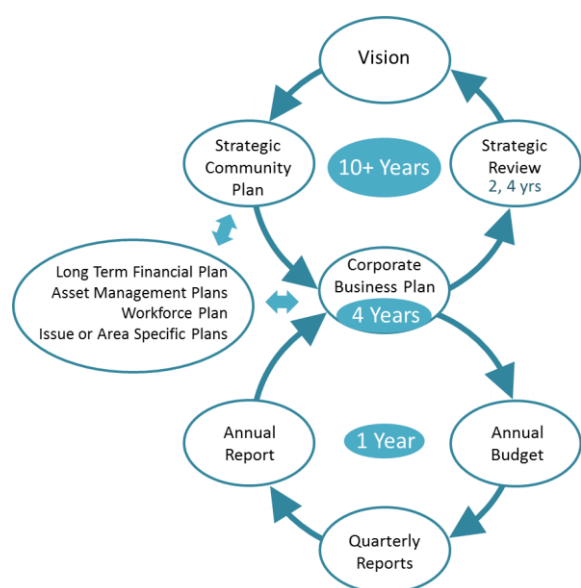 Vision
Strategic
Community
Plan
10+ Years
Strategic
Review
2, 4 yrs
Long Term Financial Plan
Asset Management Plans
Workforce Plan
Issue or Area Specific Plans
Corporate
Business Plan
4 Years
Annual
Report
1 Year
Annual
Budget
Quarterly
Reports